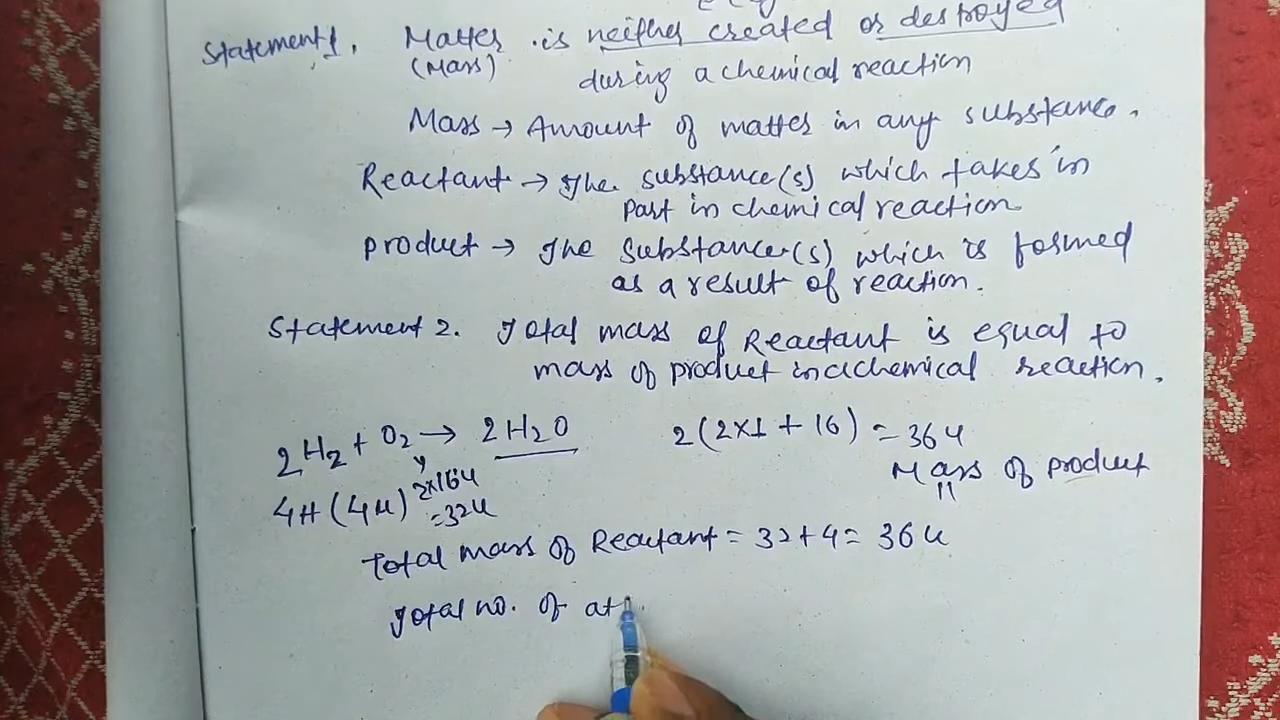 Statement 1. Matter is neither created or destroyed
(Mass) during a chemical reaction
Mass → Amount of matter in any substance.
Reactant → The substance(s) which takes in
part in chemical reaction
product → The substance(s) which is formed
as a result of reaction.
Statement 2. Total mass of Reactant is equal to
mass of product in a chemical reaction.
2H2 + O2 → 2H2O 2(2×1 + 16) = 36u
4H (4u) 2×16u Mass of product
= 32u
Total mass of Reactant = 32+4 = 36u
Total no. of at